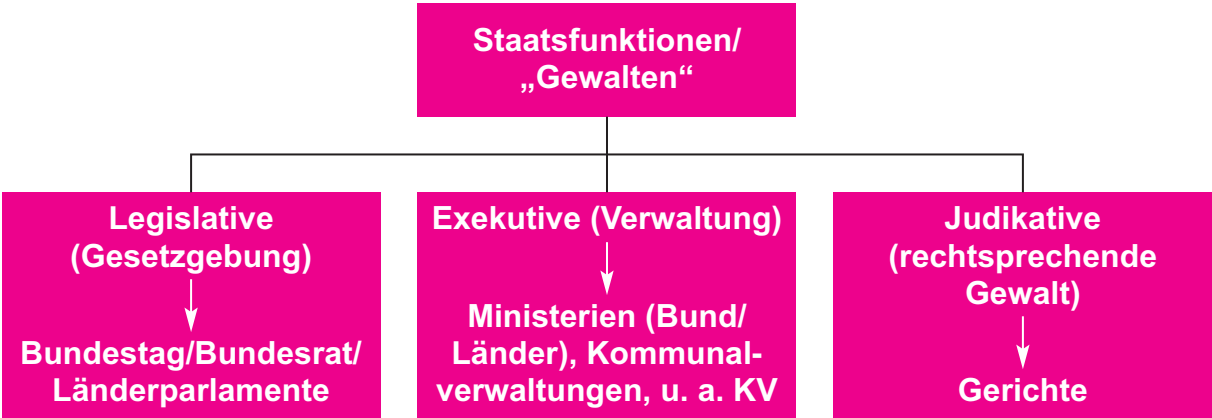 Staatsfunktionen/
„Gewalten“
Legislative
(Gesetzgebung)
Bundestag/Bundesrat/
Länderparlamente
Exekutive (Verwaltung)
Ministerien (Bund/
Länder), Kommunal-
verwaltungen, u. a. KV
Judikative
(rechtsprechende
Gewalt)
Gerichte